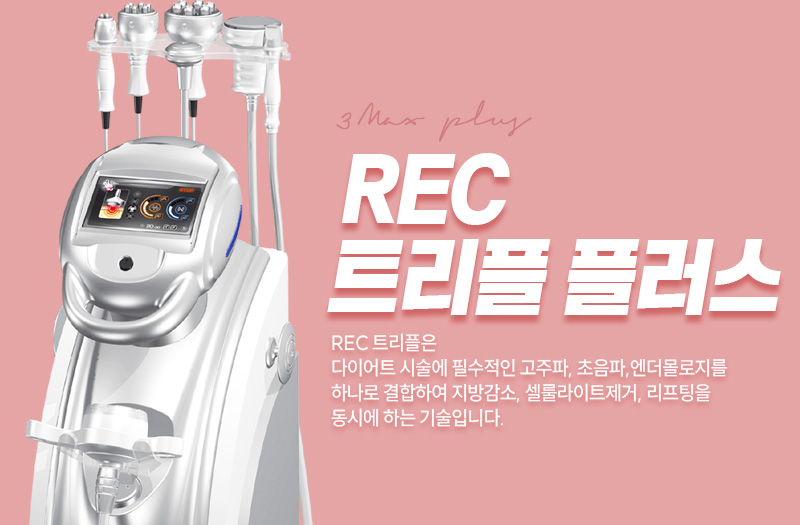 3 Max plus
REC
트리플 플러스
REC 트리플은
다이어트 시술에 필수적인 고주파, 초음파,엔더몰로지를
하나로 결합하여 지방감소, 셀룰라이트제거, 리프팅을
동시에 하는 기술입니다.